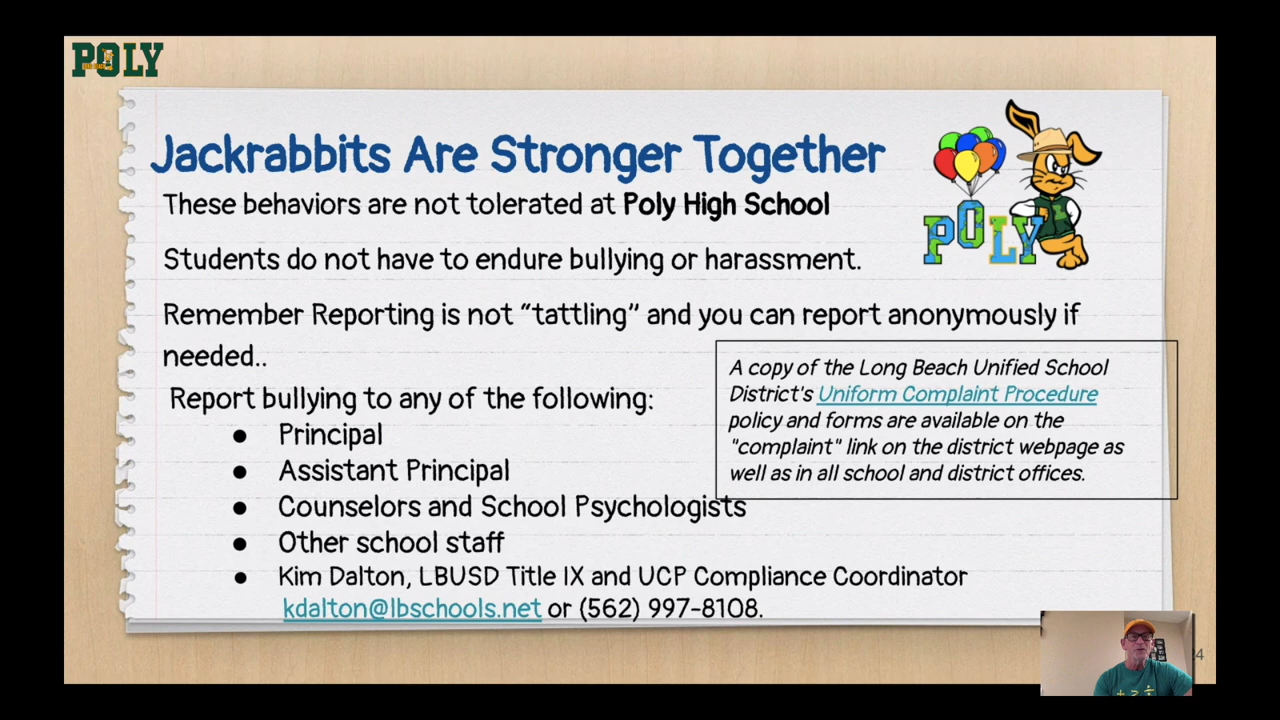 POLY
Jackrabbits Are Stronger Together
These behaviors are not tolerated at Poly High School
POLY
Students do not have to endure bullying or harassment.
Remember Reporting is not “tattling” and you can report anonymously if
needed..
Report bullying to any of the following:
● Principal
● Assistant Principal
● Counselors and School Psychologists
● Other school staff
● Kim Dalton, LBUSD Title IX and UCP Compliance Coordinator
kdalton@lbschools.net or (562) 997-8108.
A copy of the Long Beach Unified School
District's Uniform Complaint Procedure
policy and forms are available on the
"complaint" link on the district webpage as
well as in all school and district offices.